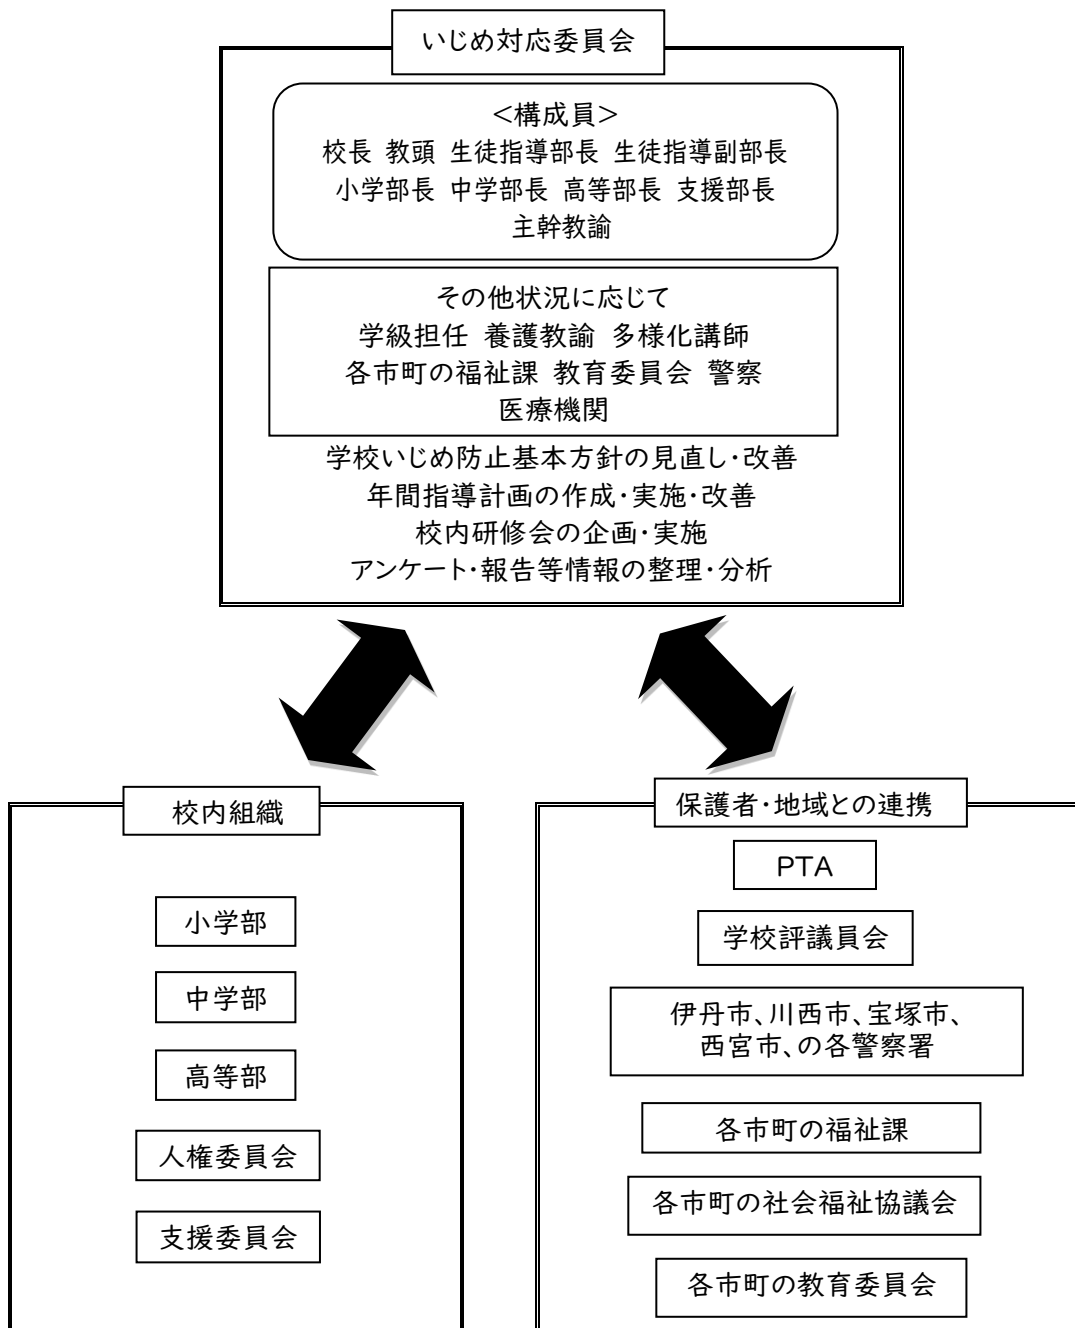 いじめ対応委員会
<構成員>
校長 教頭 生徒指導部長 生徒指導副部長
小学部長 中学部長 高等部長 支援部長
主幹教諭
その他状況に応じて
学級担任 養護教諭 多様化講師
各市町の福祉課 教育委員会 警察
医療機関
学校いじめ防止基本方針の見直し・改善
年間指導計画の作成・実施・改善
校内研修会の企画・実施
アンケート・報告等情報の整理・分析
校内組織
小学部
中学部
高等部
人権委員会
支援委員会
保護者・地域との連携
PTA
学校評議員会
伊丹市、川西市、宝塚市、
西宮市、の各警察署
各市町の福祉課
各市町の社会福祉協議会
各市町の教育委員会